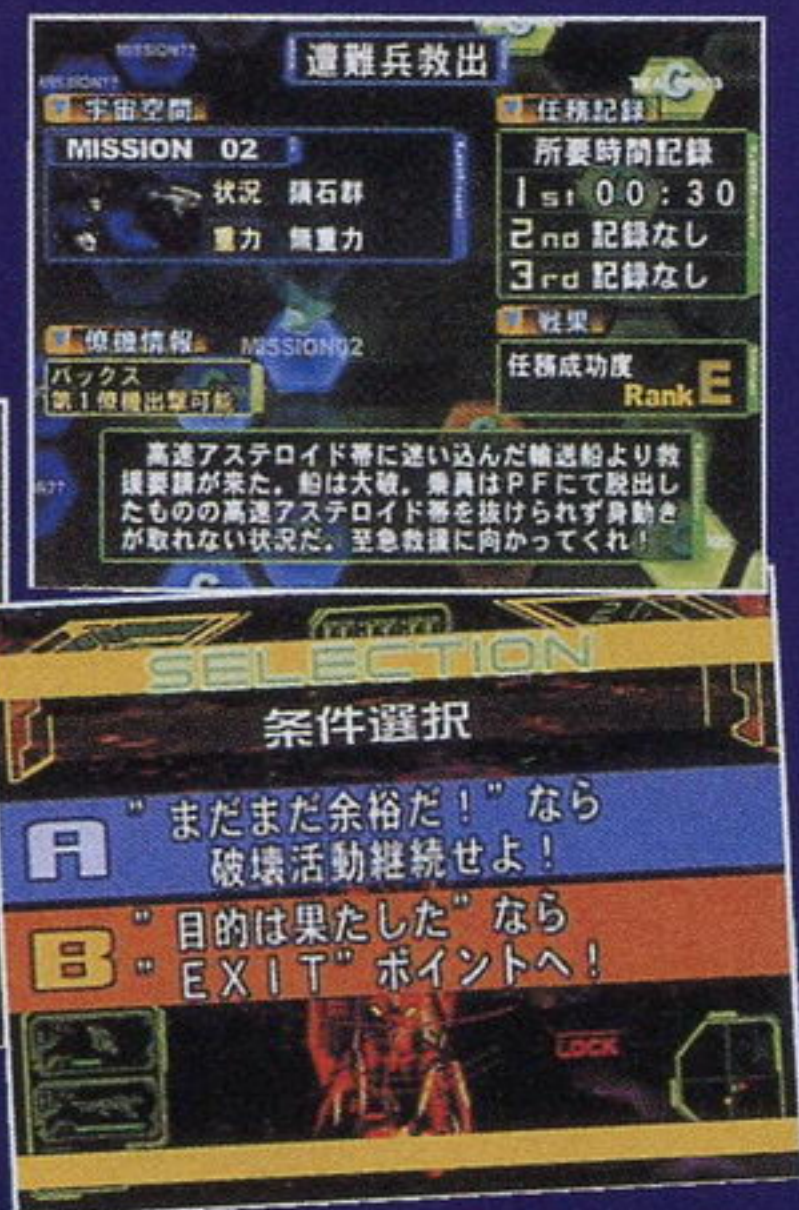 MISSION??
遭難兵救出
宇宙空間
MISSION 02
状況 隕石群
重力 無重力
任務記録
所要時間記録
1st 00:30
2nd 記録なし
3rd 記録なし
僚機情報
MISSION02
バックス
第1僚機出撃可能
戦果
任務成功度
Rank E
高速アステロイド帯に迷い込んだ輸送船より救
援要請が来た。船は大破。乗員はPFにて脱出し
たものの高速アステロイド帯を抜けられず身動き
が取れない状況だ。至急救援に向かってくれ!
SELECTION
条件選択
A "まだまだ余裕だ!"なら
破壊活動継続せよ!
B "目的は果たした"なら
"EXIT"ポイントへ!
LOCK